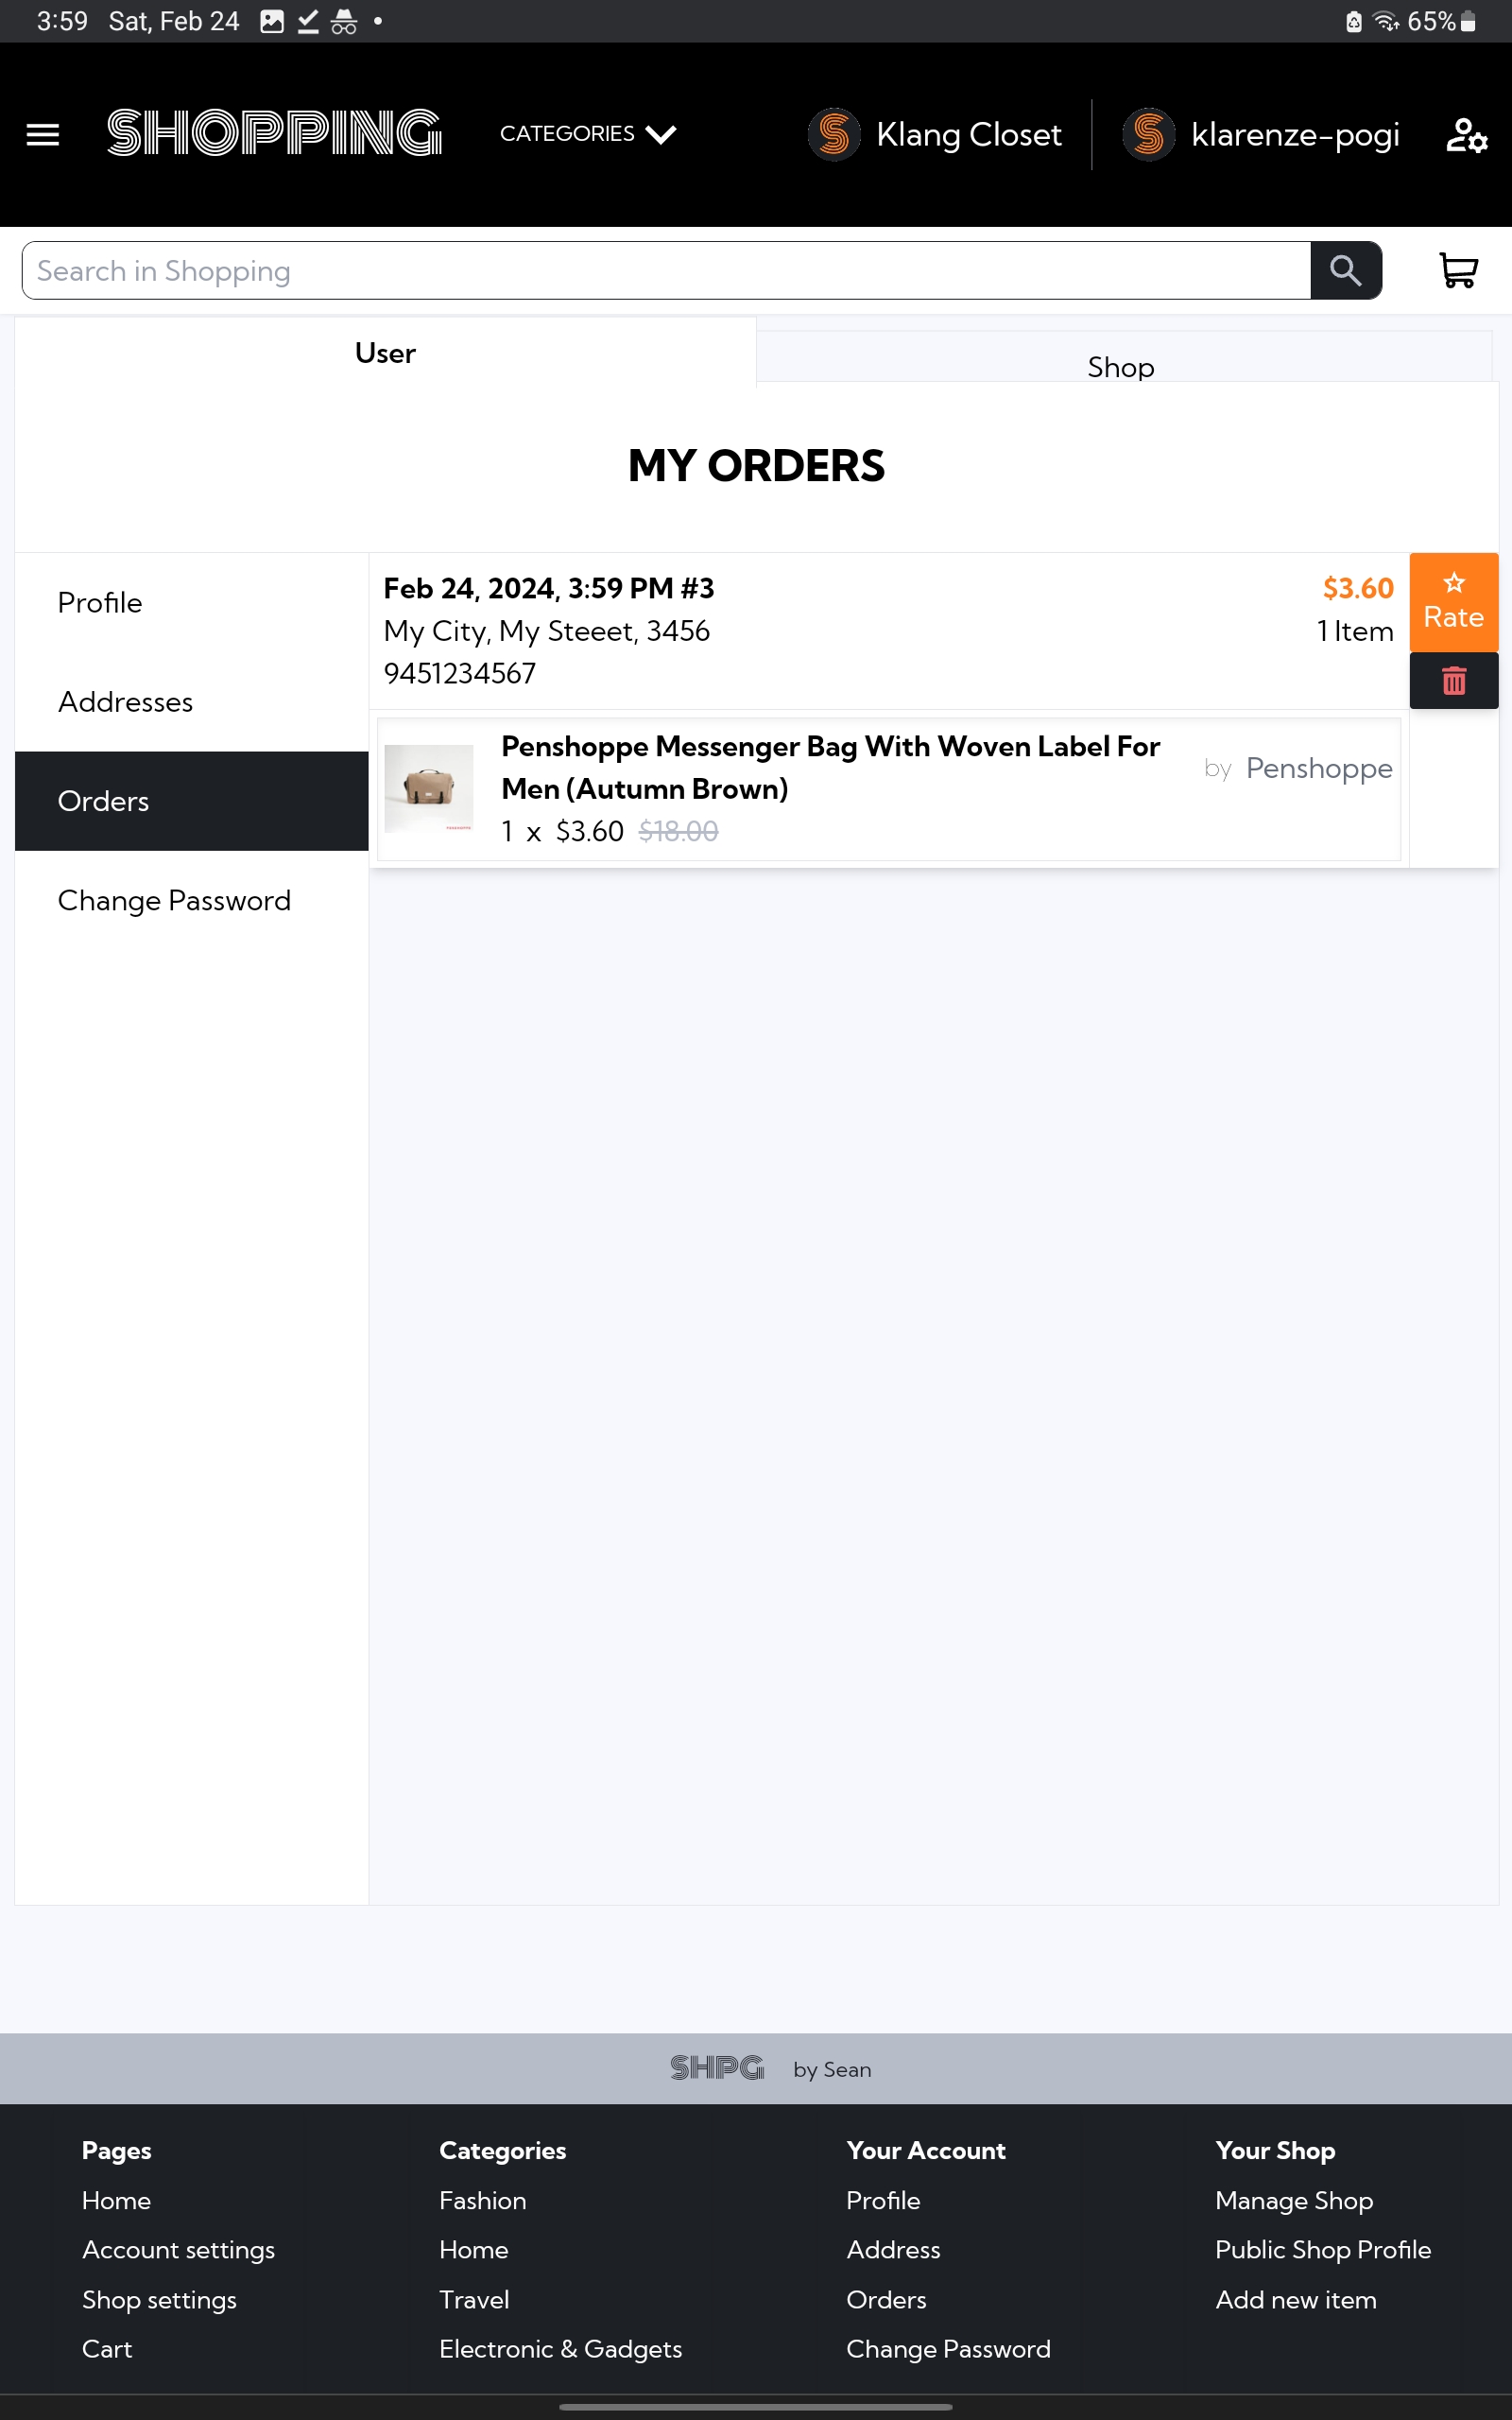 3:59 Sat, Feb 24
65%
SHOPPING
CATEGORIES
Klang Closet
klarenze-pogi
Search in Shopping
User
Shop
MY ORDERS
Profile
Addresses
Orders
Change Password
Feb 24, 2024, 3:59 PM #3
$3.60
My City, My Steeet, 3456
1 Item
9451234567
Rate
Penshoppe Messenger Bag With Woven Label For
Men (Autumn Brown)
by Penshoppe
1 x $3.60 $18.00
SHPG by Sean
Pages
Home
Account settings
Shop settings
Cart
Categories
Fashion
Home
Travel
Electronic & Gadgets
Your Account
Profile
Address
Orders
Change Password
Your Shop
Manage Shop
Public Shop Profile
Add new item